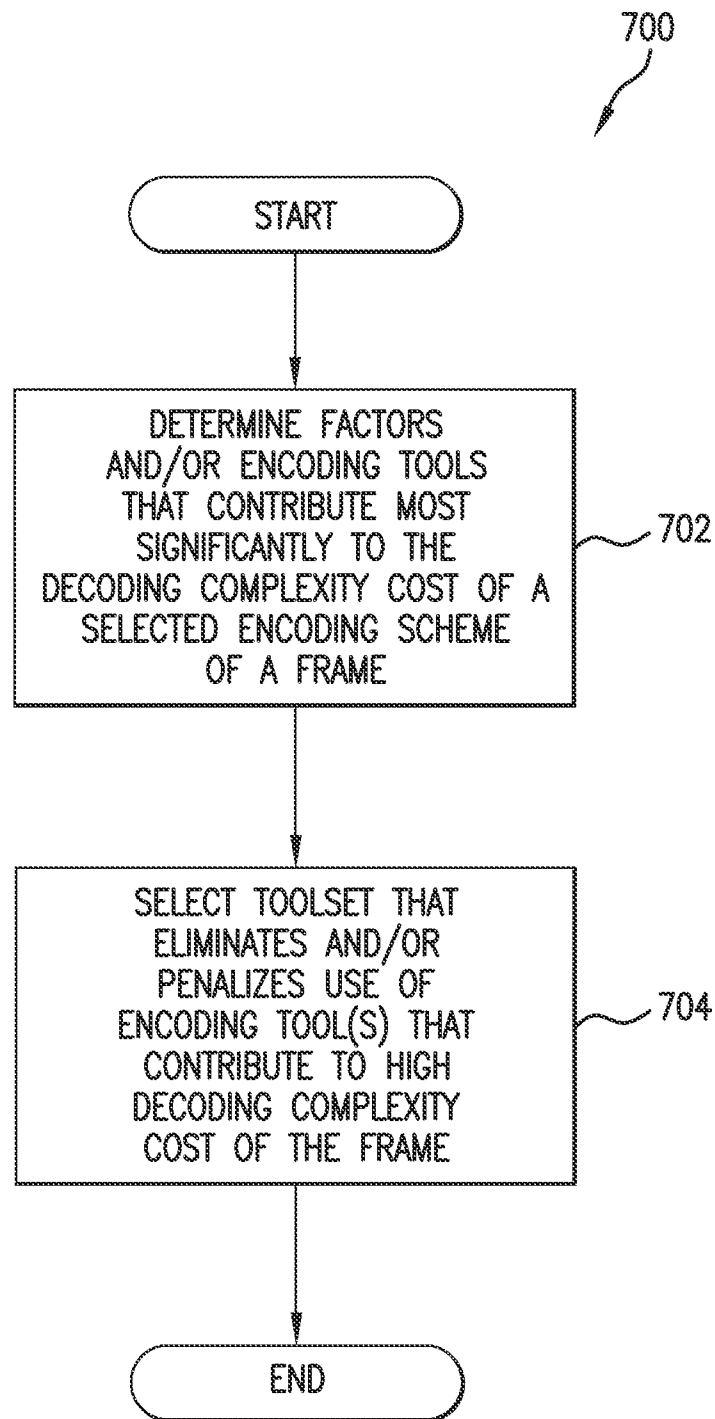 700
START
DETERMINE FACTORS
AND/OR ENCODING TOOLS
THAT CONTRIBUTE MOST
SIGNIFICANTLY TO THE
DECODING COMPLEXITY COST OF A
SELECTED ENCODING SCHEME
OF A FRAME
702
SELECT TOOLSET THAT
ELIMINATES AND/OR
PENALIZES USE OF
ENCODING TOOL(S) THAT
CONTRIBUTE TO HIGH
DECODING COMPLEXITY
COST OF THE FRAME
704
END